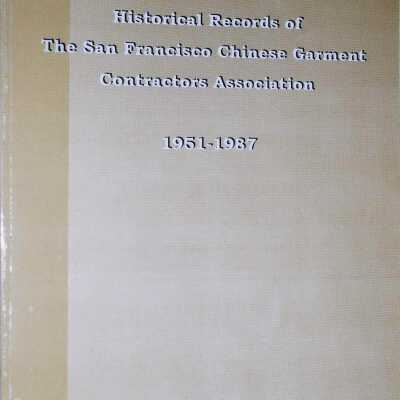 Historical Records of
The San Francisco Chinese Garment
Contractors Association
1951-1987